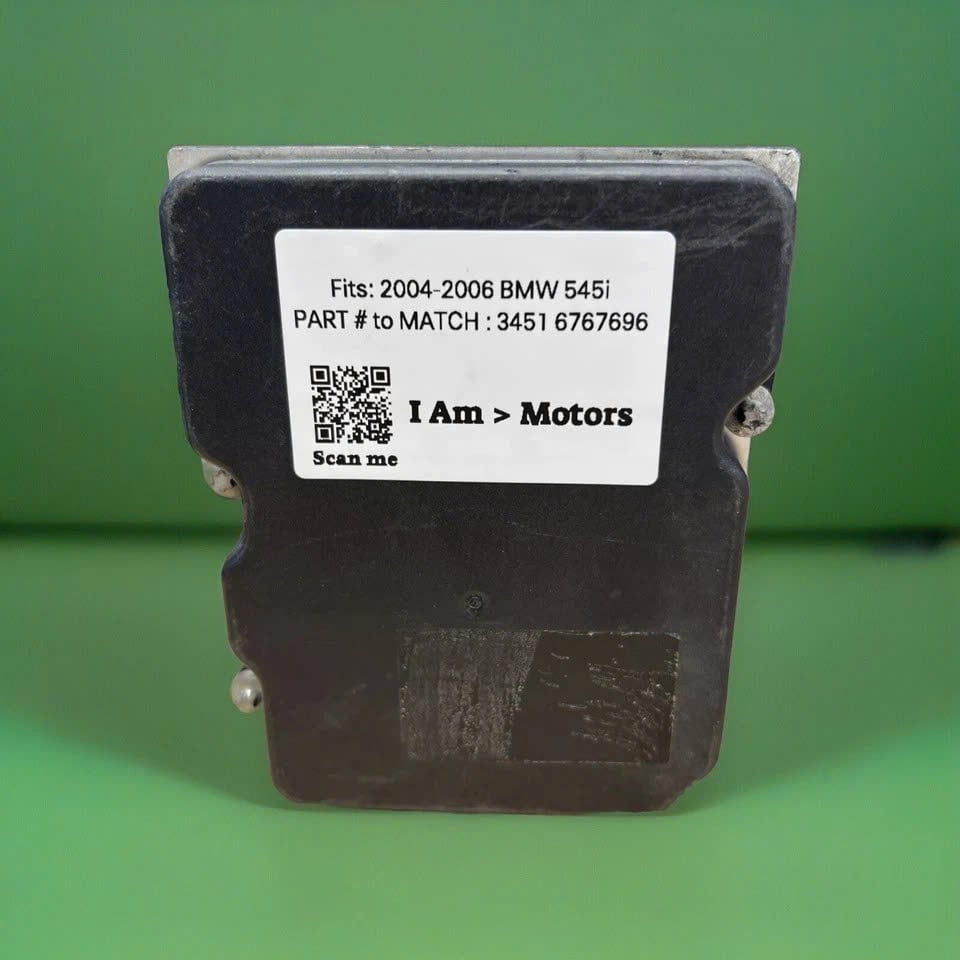 Fits: 2004-2006 BMW 545i
PART # to MATCH : 3451 6767696
I Am > Motors
Scan me